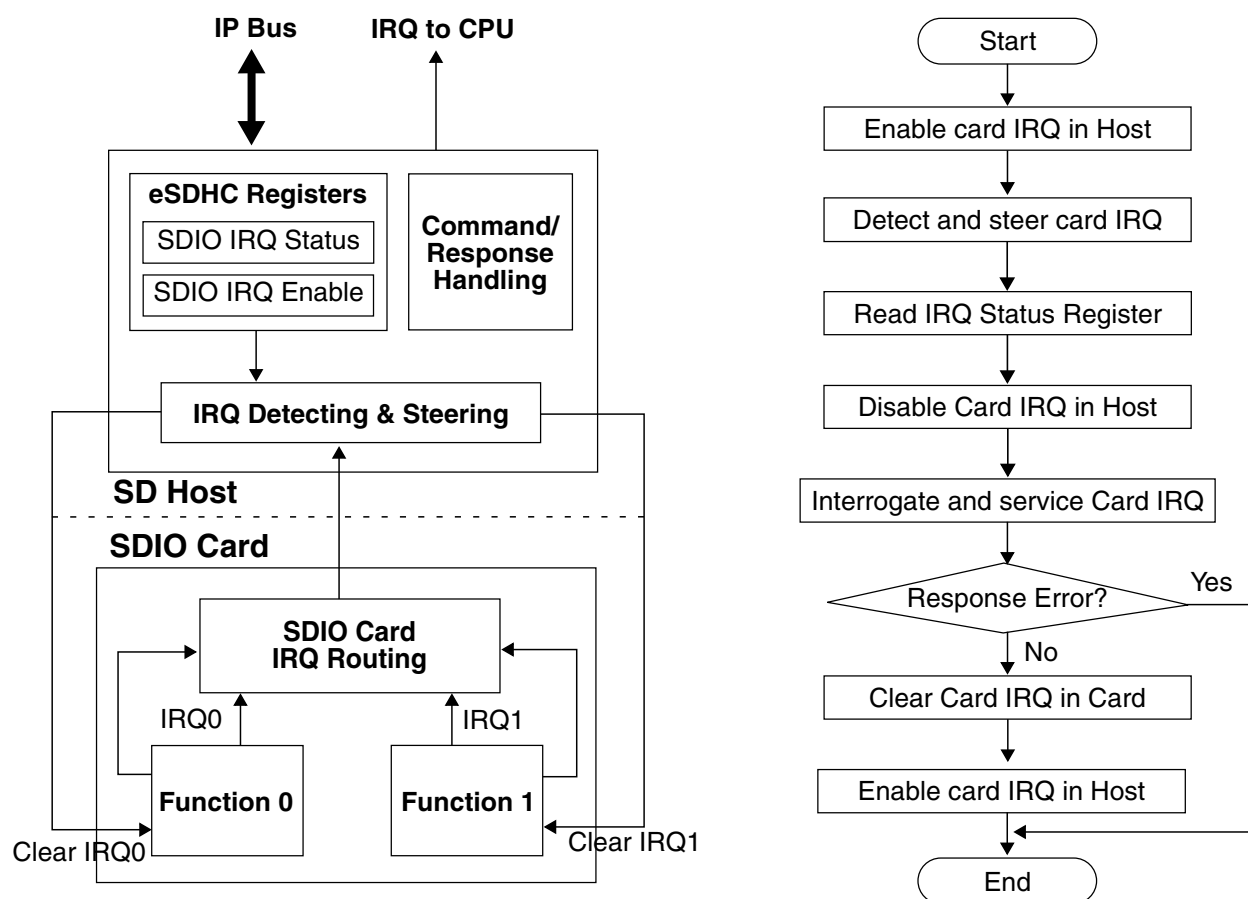 IP Bus
IRQ to CPU
eSDHC Registers
SDIO IRQ Status
SDIO IRQ Enable
Command/
Response
Handling
IRQ Detecting & Steering
SD Host
SDIO Card
SDIO Card
IRQ Routing
IRQ0
IRQ1
Function 0
Function 1
Clear IRQ0
Clear IRQ1
Start
Enable card IRQ in Host
Detect and steer card IRQ
Read IRQ Status Register
Disable Card IRQ in Host
Interrogate and service Card IRQ
Response Error?
Yes
No
Clear Card IRQ in Card
Enable card IRQ in Host
End